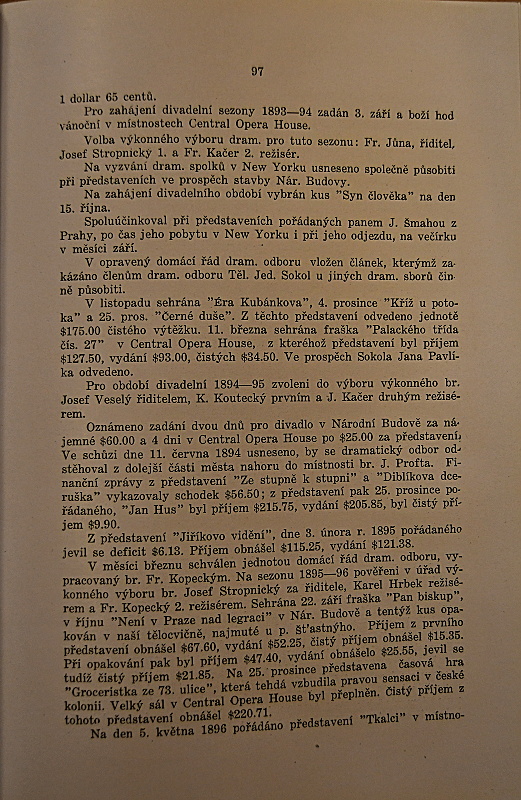 97
1 dollar 65 centů.
Pro zahájení divadelní sezony 1893—94 zadán 3. září a boží hod
vánoční v místnostech Central Opera House.
Volba výkonného výboru dram. pro tuto sezonu: Fr. Jůna, řiditel,
Josef Stropnický 1. a Fr. Kačer 2. režisér.
Na vyzvání dram. spolků v New Yorku usneseno společně působiti
při představeních ve prospěch stavby Nár. Budovy.
Na zahájení divadelního období vybrán kus "Syn člověka" na den
15. října.
Spoluúčinkoval při představeních pořádaných panem J. Šmahou z
Prahy, po čas jeho pobytu v New Yorku i při jeho odjezdu, na večírku
v měsíci září.
V opravený domácí řád dram. odboru vložen článek, kterýmž za-
kázáno členům dram. odboru Těl. Jed. Sokol u jiných dram. sborů čin-
ně působiti.
V listopadu sehrána "Éra Kubánkova", 4. prosince "Kříž u poto-
ka" a 25. pros. "Černé duše". Z těchto představení odvedeno jednotě
$175.00 čistého výtěžku. 11. března sehrána fraška "Palackého třída
čís. 27" v Central Opera House, z kteréhož představení byl příjem
$127.50, vydání $93.00, čistých $34.50. Ve prospěch Sokola Jana Pavlí-
ka odvedeno.
Pro období divadelní 1894—95 zvoleni do výboru výkonného br.
Josef Veselý řiditelem, K. Koutecký prvním a J. Kačer druhým režisé-
rem.
Oznámeno zadání dvou dnů pro divadlo v Národní Budově za ná-
jemné $60.00 a 4 dni v Central Opera House po $25.00 za představení.
Ve schůzi dne 11. června 1894 usneseno, by se dramatický odbor od-
stěhoval z dolejší části města nahoru do místnosti br. J. Profta. Fi-
nanční zprávy z představení "Ze stupně k stupni" a "Diblíkova dce-
ruška" vykazovaly schodek $56.50; z představení pak 25. prosince po-
řádaného, "Jan Hus" byl příjem $215.75, vydání $205.85, byl čistý pří-
jem $9.90.
Z představení "Jiříkovo vidění", dne 3. února r. 1895 pořádaného
jevil se deficit $6.13. Příjem obnášel $115.25, vydání $121.38.
V měsíci březnu schválen jednotou domácí řád dram. odboru, vy-
pracovaný br. Fr. Kopeckým. Na sezonu 1895—96 pověřeni v úřad vý-
konného výboru br. Josef Stropnický za řiditele, Karel Hrbek režisé-
rem a Fr. Kopecký 2. režisérem. Sehrána 22. září fraška "Pan biskup",
v říjnu "Není v Praze nad legraci" v Nár. Budově a tentýž kus opa-
kován v naší tělocvičně, najmuté u p. Šťastného. Příjem z prvního
představení obnášel $67.60, vydání $52.25, čistý příjem obnášel $15.35.
Při opakování pak byl příjem $47.40, vydání obnášelo $25.55, jevil se
tudíž čistý příjem $21.85. Na 25. prosince představena časová hra
"Groceristka ze 73. ulice", která tehdá vzbudila pravou sensaci v české
kolonii. Velký sál v Central Opera House byl přeplněn. Čistý příjem z
tohoto představení obnášel $220.71.
Na den 5. května 1896 pořádáno představení "Tkalci" v místno-